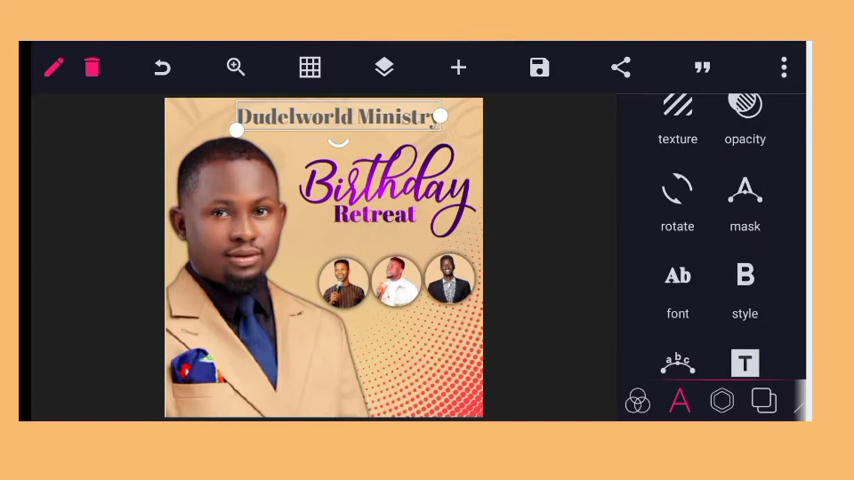 Dudelworld Ministry
Birthday
Retreat
texture
opacity
rotate
mask
Ab
B
font
style
abc
T
A